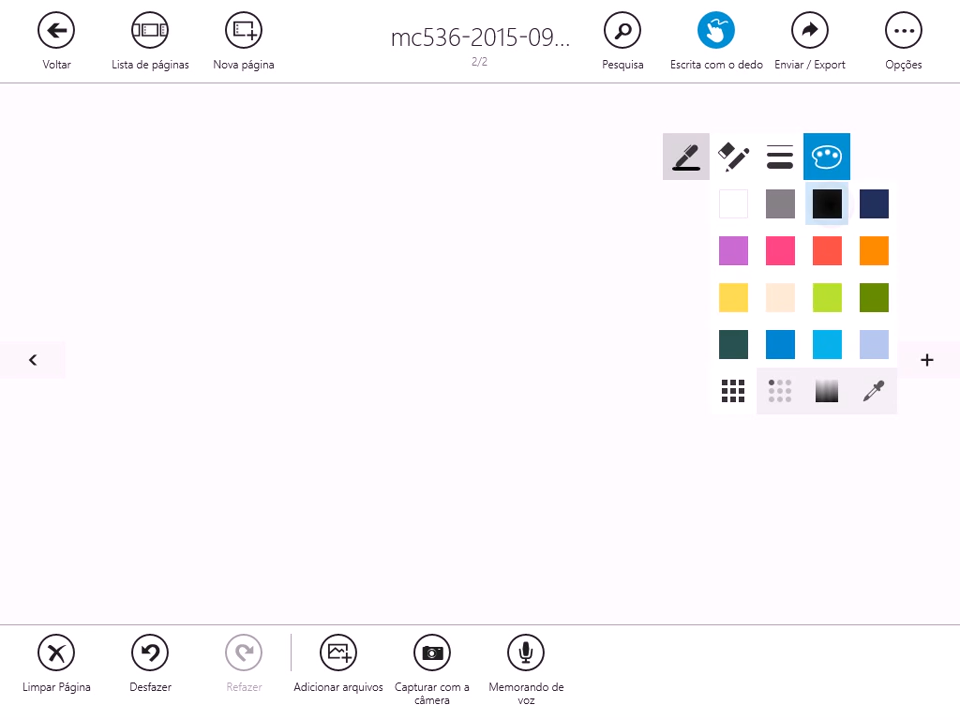 Voltar
Lista de páginas
Nova página
mc536-2015-09...
2/2
Pesquisa
Escrita com o dedo
Enviar / Export
Opções
Limpar Página
Desfazer
Refazer
Adicionar arquivos
Capturar com a
câmera
Memorando de
voz